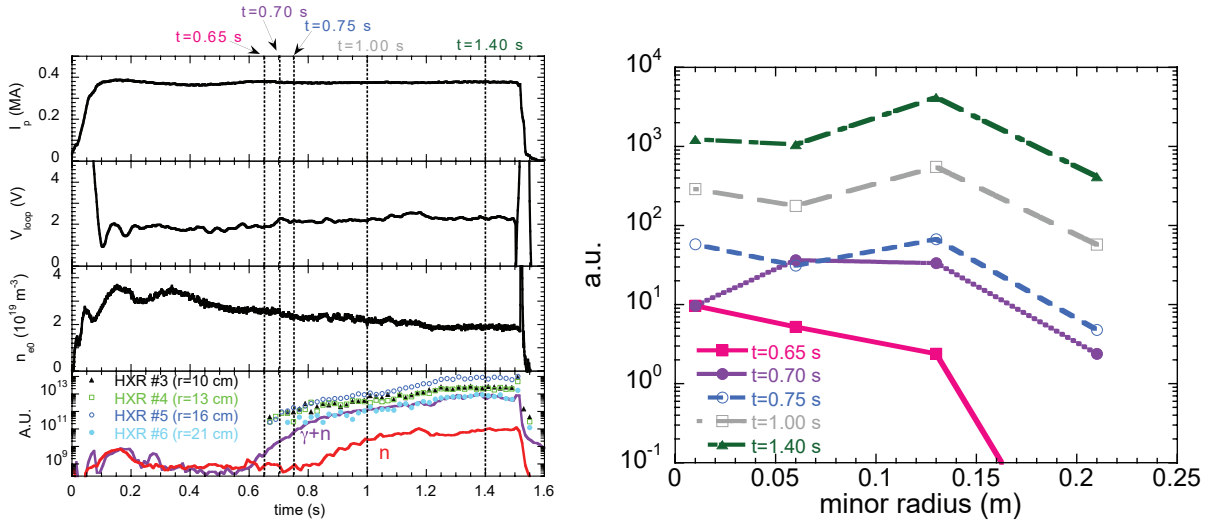 t=0.70 s
t=0.65 s
t=0.75 s
t=1.00 s
t=1.40 s
I_p (MA)
0.4
0.2
0
V_loop (V)
4
2
0
n_e0 (10^19 m^-3)
4
2
0
A.U.
10^13
10^11
10^9
HXR #3 (r=10 cm)
HXR #4 (r=13 cm)
HXR #5 (r=16 cm)
HXR #6 (r=21 cm)
γ+n
n
0 0.2 0.4 0.6 0.8 1 1.2 1.4 1.6
time (s)
a.u.
10^4
10^3
10^2
10^1
10^0
10^-1
t=0.65 s
t=0.70 s
t=0.75 s
t=1.00 s
t=1.40 s
0 0.05 0.1 0.15 0.2 0.25
minor radius (m)